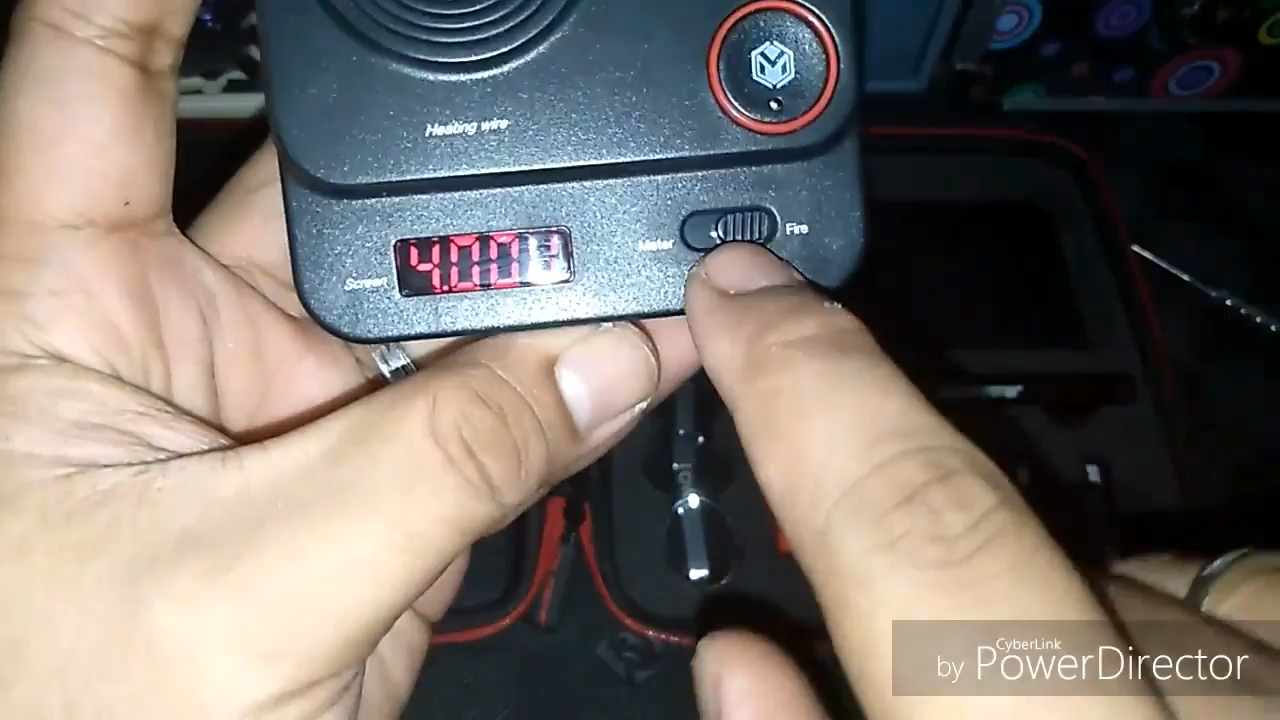 Heating wire
Meter
Fire
Screen
4.00
CyberLink
by PowerDirector